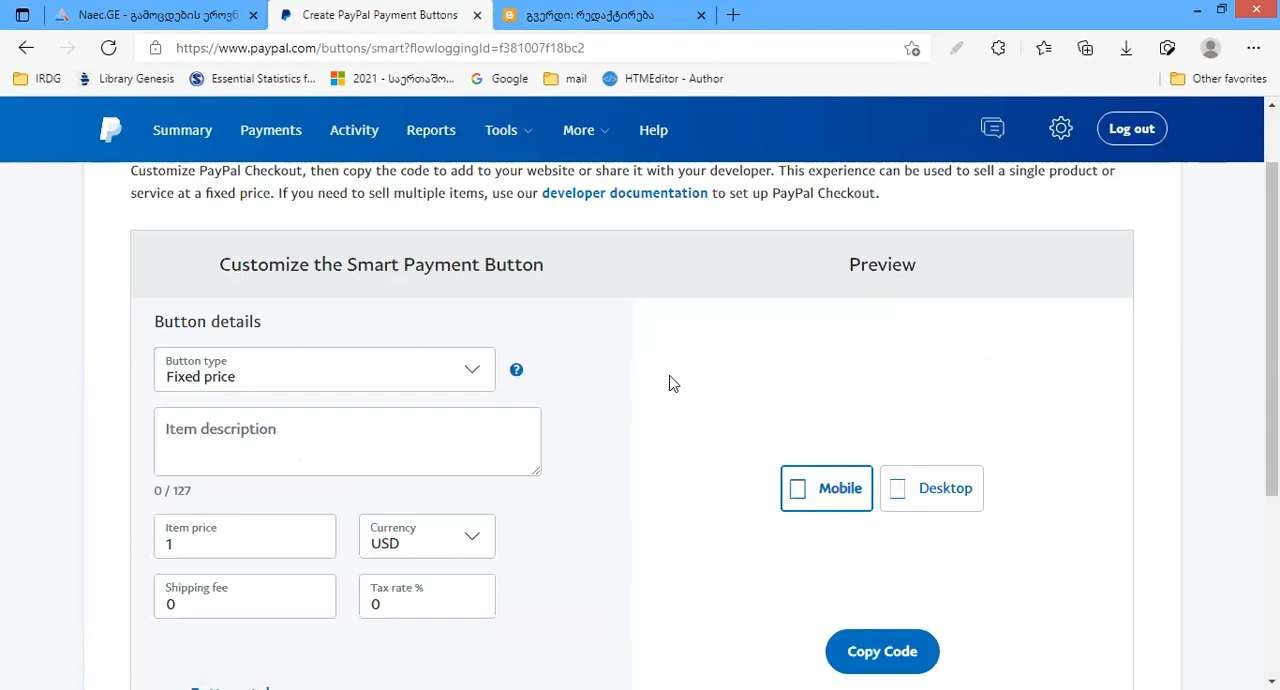 Naec.GE - გამოცდების ეროვნ
Create PayPal Payment Buttons
გვერდი: რედაქტირება
https://www.paypal.com/buttons/smart?flowloggingId=f381007f18bc2
IRDG
Library Genesis
Essential Statistics f...
2021 - საერთაშო...
Google
mail
HTMEditor - Author
Other favorites
Summary
Payments
Activity
Reports
Tools
More
Help
Log out
Customize PayPal Checkout, then copy the code to add to your website or share it with your developer. This experience can be used to sell a single product or
service at a fixed price. If you need to sell multiple items, use our developer documentation to set up PayPal Checkout.
Customize the Smart Payment Button
Preview
Button details
Button type
Fixed price
?
Item description
0 / 127
Item price
1
Currency
USD
Shipping fee
0
Tax rate %
0
Mobile
Desktop
Copy Code